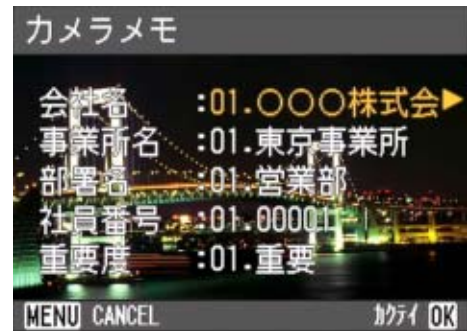 カメラメモ
会社名 :01.○○○株式会▶
事業所名 :01.東京事業所
部署名 :01.営業部
社員番号 :01.000011
重要度 :01.重要
MENU CANCEL カクテイ OK